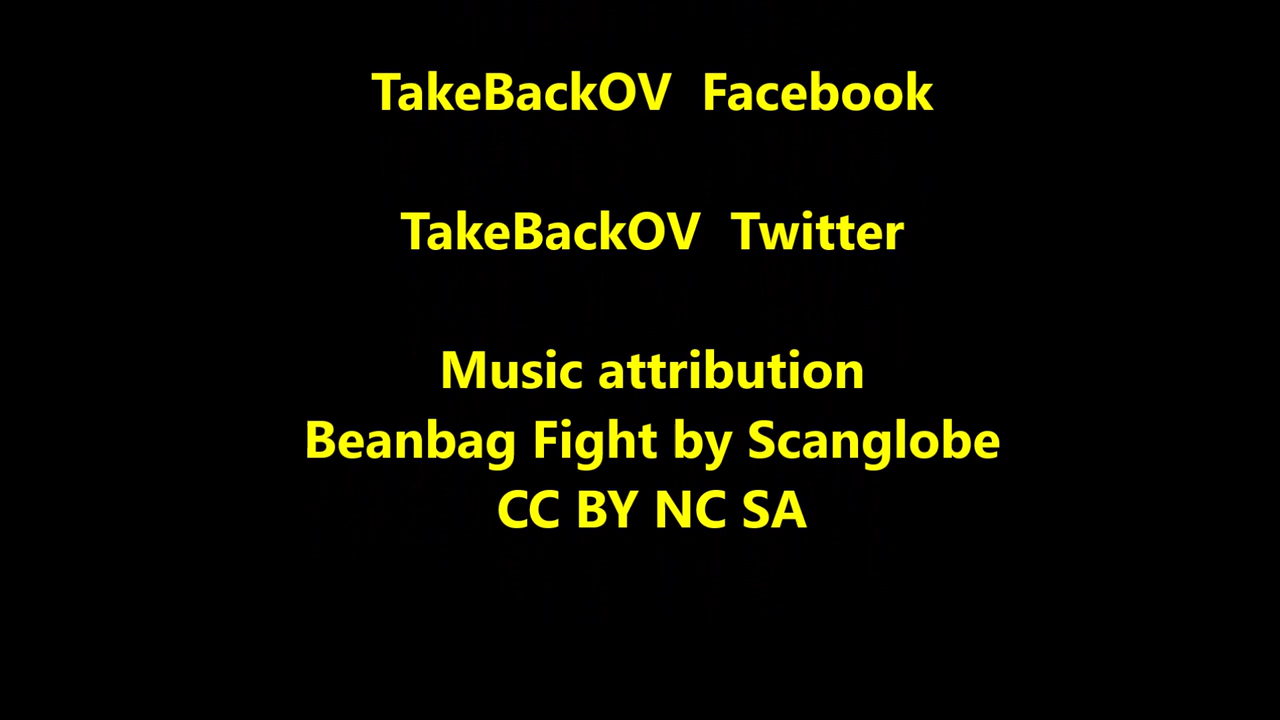 TakeBackOV  Facebook
TakeBackOV  Twitter
Music attribution
Beanbag Fight by Scanglobe
CC BY NC SA